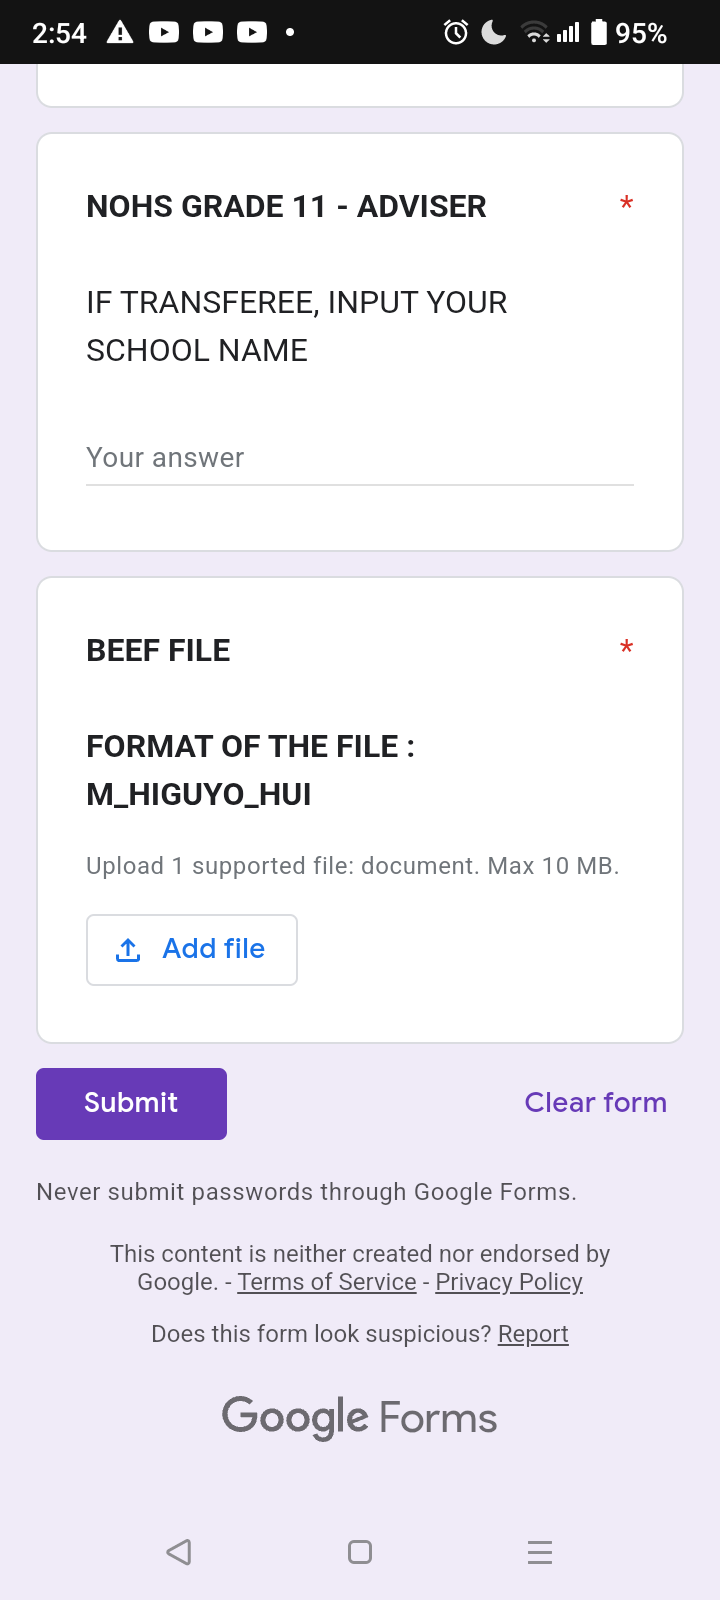 2:54
95%
NOHS GRADE 11 - ADVISER *
IF TRANSFEREE, INPUT YOUR
SCHOOL NAME
Your answer
BEEF FILE *
FORMAT OF THE FILE :
M_HIGUYO_HUI
Upload 1 supported file: document. Max 10 MB.
Add file
Submit
Clear form
Never submit passwords through Google Forms.
This content is neither created nor endorsed by
Google. - Terms of Service - Privacy Policy
Does this form look suspicious? Report
Google Forms